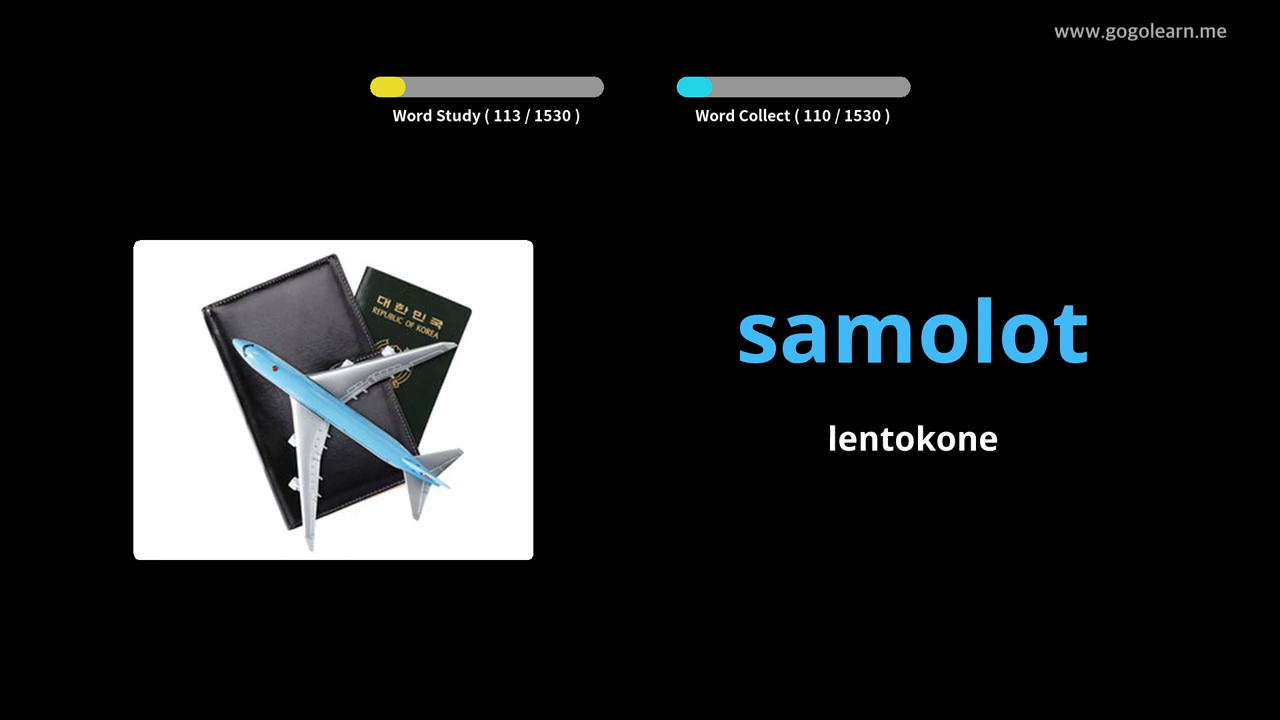 www.gogolearn.me
Word Study ( 113 / 1530 )
Word Collect ( 110 / 1530 )
대한민국
REPUBLIC OF KOREA
samolot
lentokone